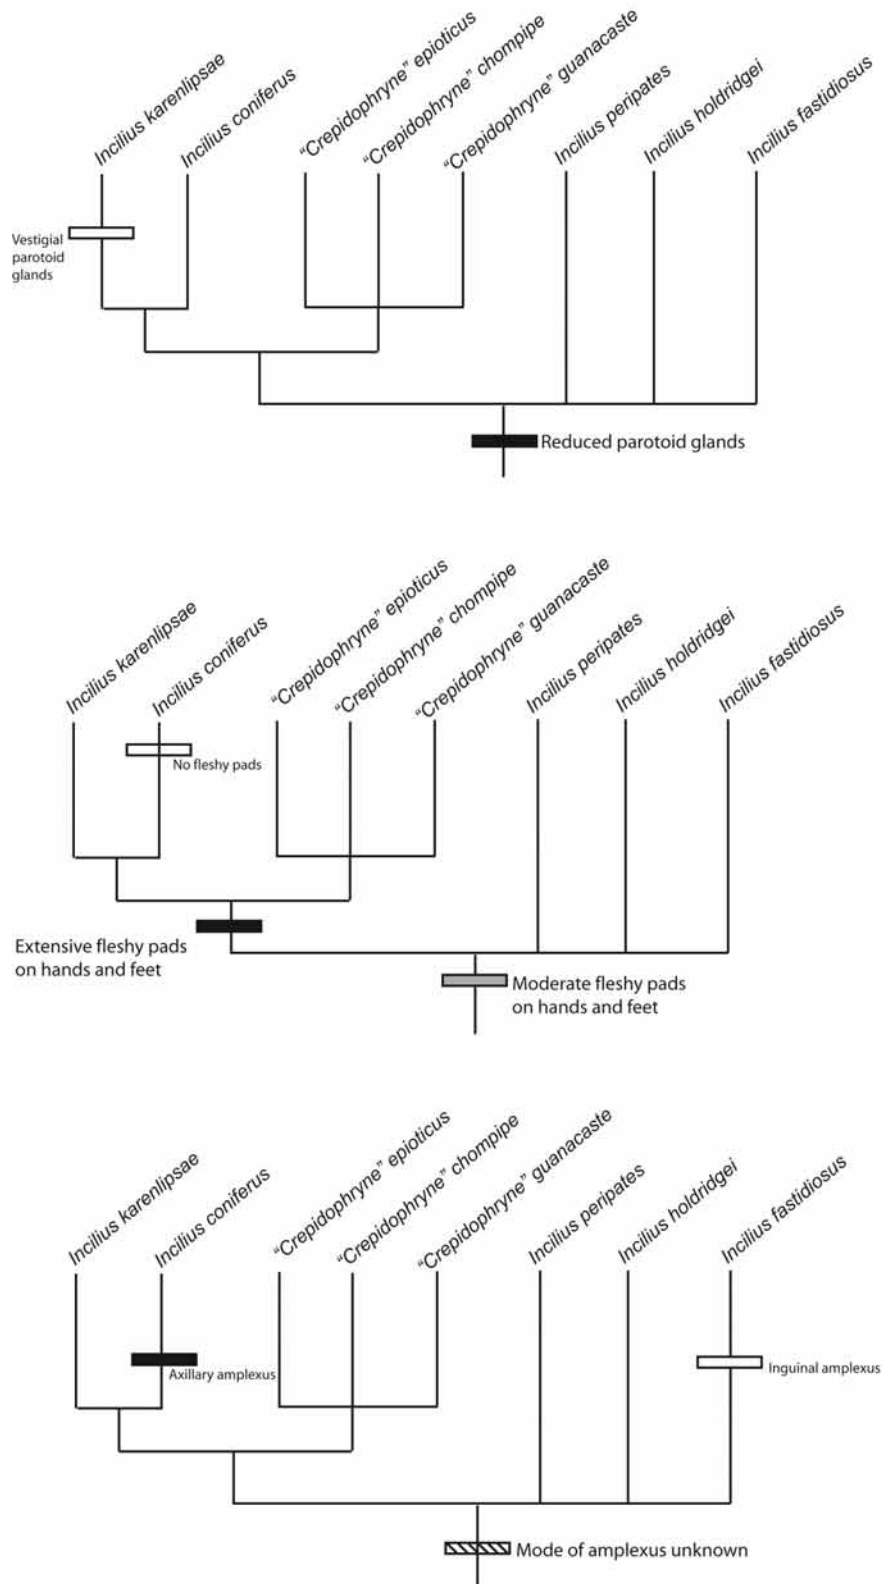 Incilius karenlipsae
Incilius coniferus
“Crepidophryne” epioticus
“Crepidophryne” chompipe
“Crepidophryne” guanacaste
Incilius peripates
Incilius holdridgei
Incilius fastidiosus
Vestigial
parotoid
glands
Reduced parotoid glands
Incilius karenlipsae
Incilius coniferus
“Crepidophryne” epioticus
“Crepidophryne” chompipe
“Crepidophryne” guanacaste
Incilius peripates
Incilius holdridgei
Incilius fastidiosus
No fleshy pads
Extensive fleshy pads
on hands and feet
Moderate fleshy pads
on hands and feet
Incilius karenlipsae
Incilius coniferus
“Crepidophryne” epioticus
“Crepidophryne” chompipe
“Crepidophryne” guanacaste
Incilius peripates
Incilius holdridgei
Incilius fastidiosus
Axillary amplexus
Inguinal amplexus
Mode of amplexus unknown